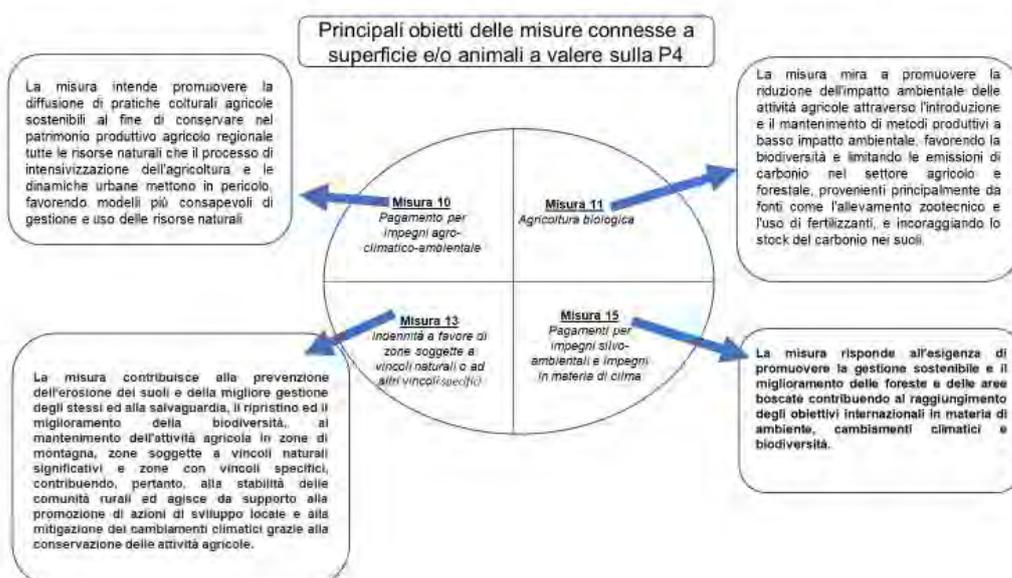 Principali obietti delle misure connesse a
superficie e/o animali a valere sulla P4
La misura intende promuovere la
diffusione di pratiche colturali agricole
sostenibili al fine di conservare nel
patrimonio produttivo agricolo regionale
tutte le risorse naturali che il processo di
intensivizzazione dell'agricoltura e le
dinamiche urbane mettono in pericolo,
favorendo modelli più consapevoli di
gestione e uso delle risorse naturali
La misura mira a promuovere la
riduzione dell'impatto ambientale delle
attività agricole attraverso l'introduzione
e il mantenimento di metodi produttivi a
basso impatto ambientale, favorendo la
biodiversità e limitando le emissioni di
carbonio nel settore agricolo e
forestale, provenienti principalmente da
fonti come l'allevamento zootecnico e
l'uso di fertilizzanti, e incoraggiando lo
stock del carbonio nei suoli.
Misura 10
Pagamento per
impegni agro-
climatico-ambientale
Misura 11
Agricoltura biologica
Misura 13
Indennità a favore di
zone soggette a
vincoli naturali o ad
altri vincoli specifici
Misura 15
Pagamenti per
impegni silvo-
ambientali e impegni
in materia di clima
La misura contribuisce alla prevenzione
dell'erosione dei suoli e della migliore gestione
degli stessi ed alla salvaguardia, il ripristino ed il
miglioramento della biodiversità, al
mantenimento dell'attività agricola in zone di
montagna, zone soggette a vincoli naturali
significativi e zone con vincoli specifici,
contribuendo, pertanto, alla stabilità delle
comunità rurali ed agisce da supporto alla
promozione di azioni di sviluppo locale e alla
mitigazione dei cambiamenti climatici grazie alla
conservazione delle attività agricole.
La misura risponde all'esigenza di
promuovere la gestione sostenibile e il
miglioramento delle foreste e delle aree
boscate contribuendo al raggiungimento
degli obiettivi internazionali in materia di
ambiente, cambismenti climatici e
biodiversità.